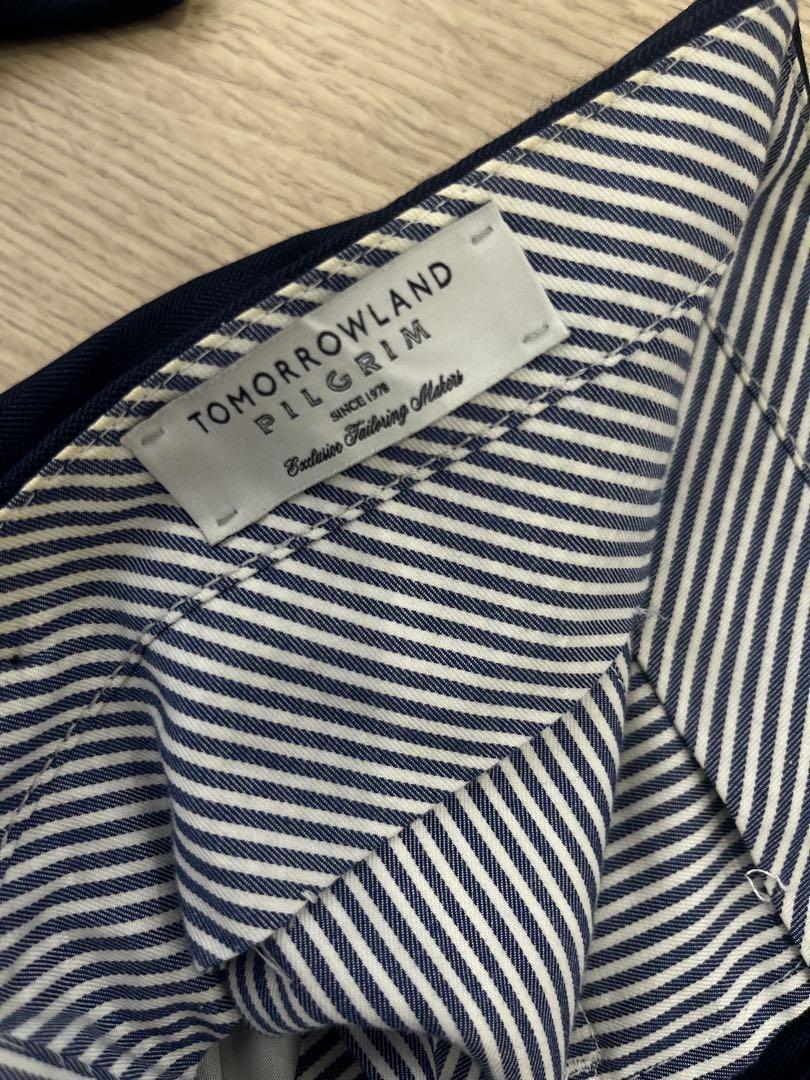 TOMORROWLAND
PILGRIM
SINCE 1978
Exclusive Tailoring Makers